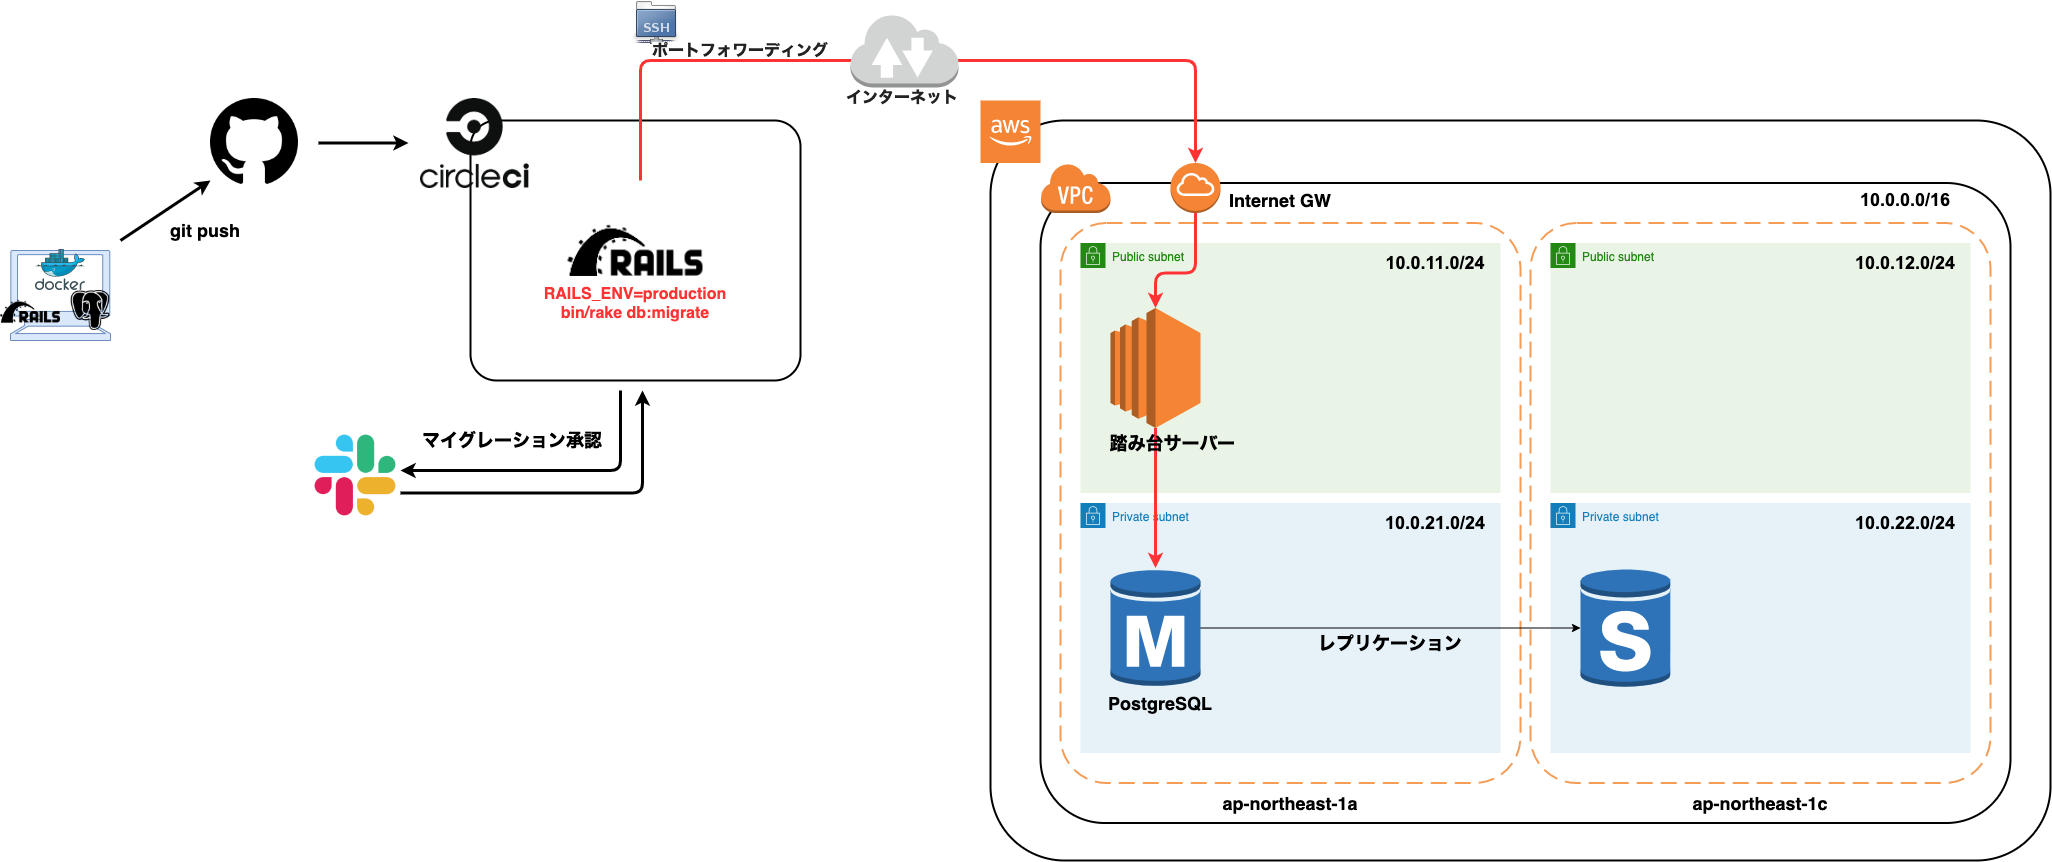 SSH
ポートフォワーディング
インターネット
circleci
git push
docker
RAILS
RAILS
RAILS_ENV=production
bin/rake db:migrate
マイグレーション承認
aws
VPC
Internet GW
10.0.0.0/16
Public subnet
10.0.11.0/24
Public subnet
10.0.12.0/24
踏み台サーバー
Private subnet
10.0.21.0/24
Private subnet
10.0.22.0/24
M
レプリケーション
S
PostgreSQL
ap-northeast-1a
ap-northeast-1c